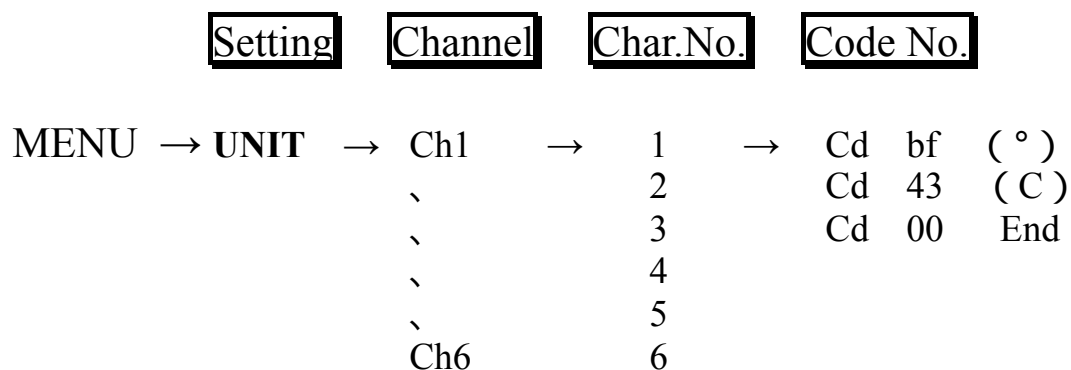 Setting Channel Char.No. Code No.
MENU → UNIT → Ch1 → 1 → Cd bf (°)
、 2 Cd 43 (C)
、 3 Cd 00 End
、 4
、 5
Ch6 6